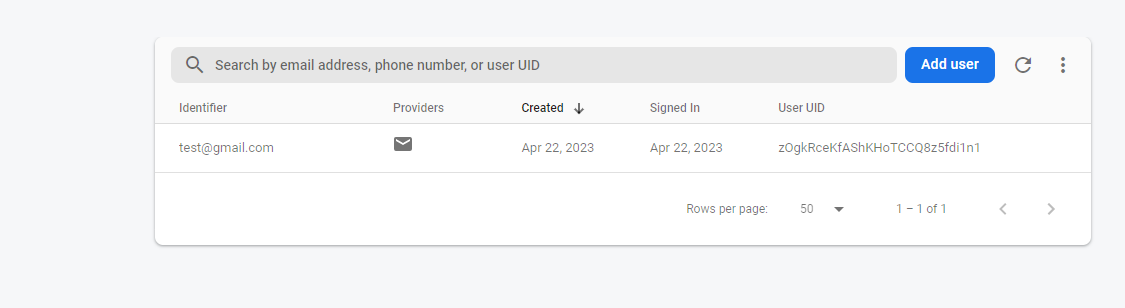 Search by email address, phone number, or user UID Add user
Identifier Providers Created Signed In User UID
test@gmail.com Apr 22, 2023 Apr 22, 2023 zOgkRceKfAShKHoTCCQ8z5fdi1n1
Rows per page: 50 1 – 1 of 1